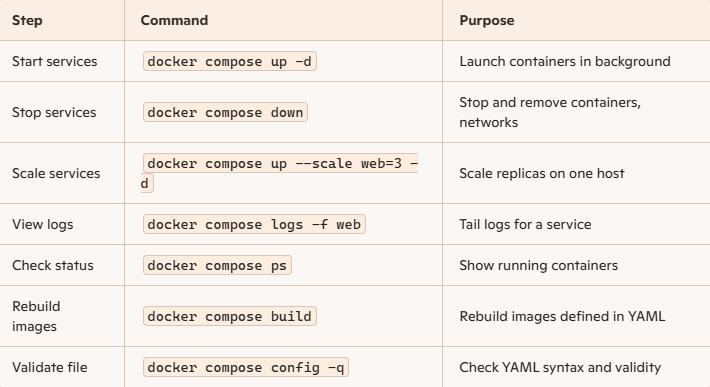 Step Command Purpose
Start services docker compose up -d Launch containers in background
Stop services docker compose down Stop and remove containers,
networks
Scale services docker compose up --scale web=3 -
d Scale replicas on one host
View logs docker compose logs -f web Tail logs for a service
Check status docker compose ps Show running containers
Rebuild
images docker compose build Rebuild images defined in YAML
Validate file docker compose config -q Check YAML syntax and validity